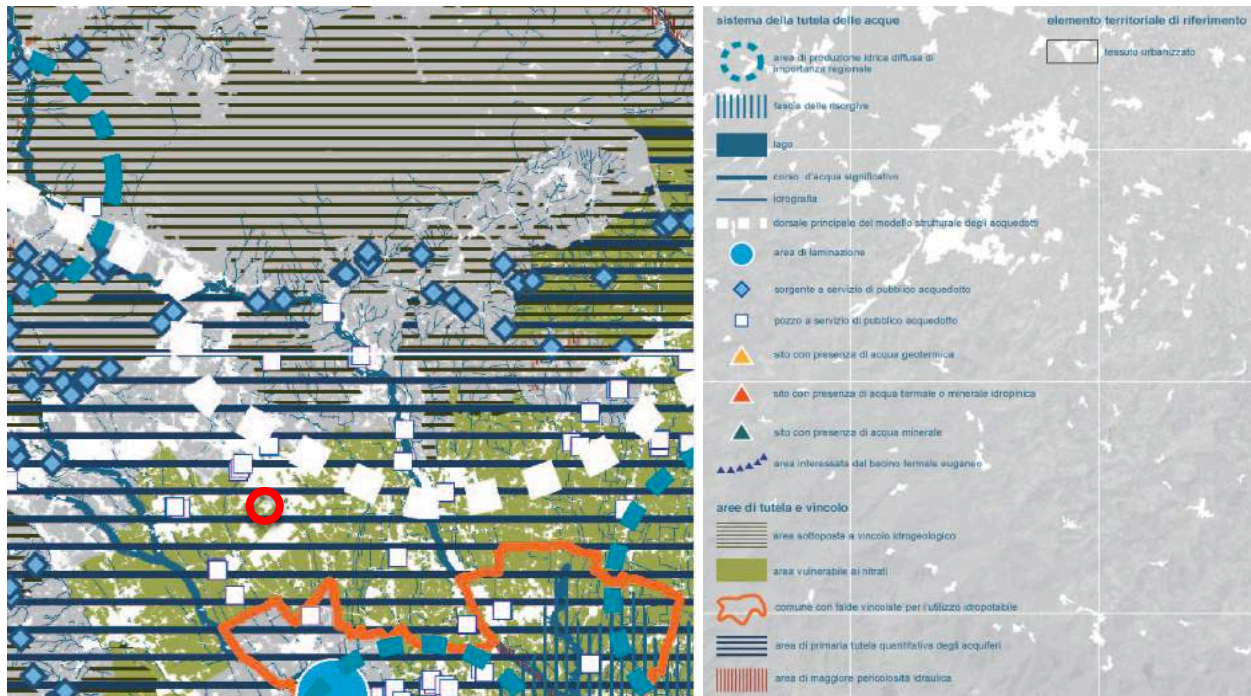 sistema della tutela delle acque
area di produzione idrica diffusa di
importanza regionale
fascia delle risorgive
lago
corso d'acqua significativo
idrografia
dorsale principale del modello strutturale degli acquedotti
area di laminazione
sorgente a servizio di pubblico acquedotto
pozzo a servizio di pubblico acquedotto
sito con presenza di acqua geotermica
sito con presenza di acqua termale o minerale idropinica
sito con presenza di acqua minerale
area interessata dal bacino termale euganeo
aree di tutela e vincolo
area sottoposta a vincolo idrogeologico
area vulnerabile ai nitrati
comune con falde vincolate per l'utilizzo idropotabile
area di primaria tutela quantitativa degli acquiferi
area di maggiore pericolosità idraulica
elemento territoriale di riferimento
tessuto urbanizzato